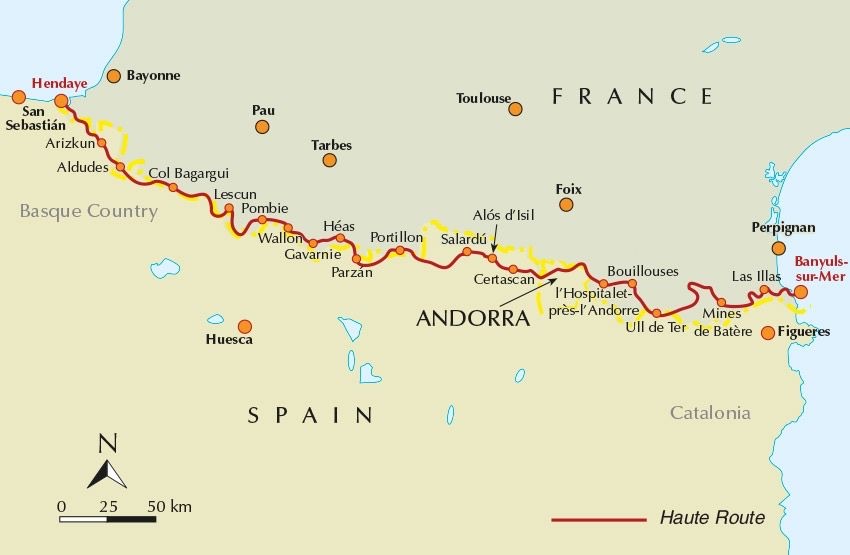 Hendaye
Bayonne
San
Sebastián
Arizkun
Aldudes
Col Bagargui
Basque Country
Pau
Tarbes
Toulouse
FRANCE
Foix
Lescun
Pombie
Wallon
Gavarnie
Héas
Parzán
Portillon
Salardú
Alós d'Isil
Certascan
ANDORRA
l'Hospitalet-
près-l'Andorre
Bouillouses
Ull de Ter
Mines
de Batère
Las Illas
Perpignan
Banyuls-
sur-Mer
Figueres
Huesca
SPAIN
Catalonia
N
0 25 50 km
Haute Route